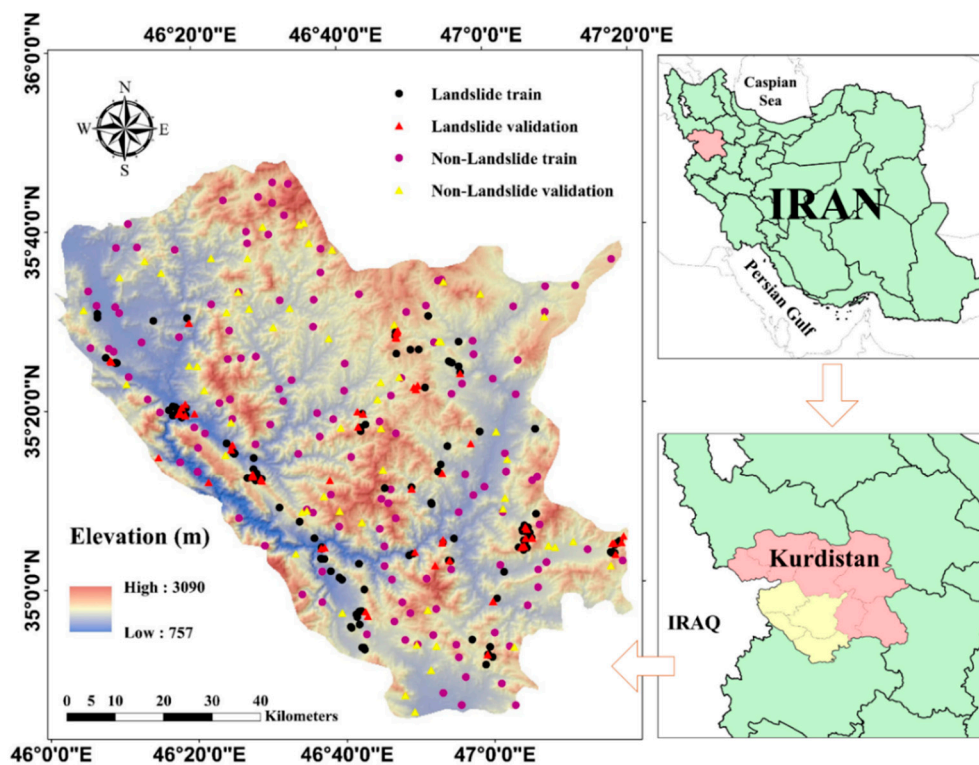 46°20'0"E 46°40'0"E 47°0'0"E 47°20'0"E
36°0'0"N
35°40'0"N
35°20'0"N
35°0'0"N
N
W E
S
Landslide train
Landslide validation
Non-Landslide train
Non-Landslide validation
Elevation (m)
High : 3090
Low : 757
0 5 10 20 30 40
Kilometers
46°0'0"E 46°20'0"E 46°40'0"E 47°0'0"E
Caspian
Sea
IRAN
Persian Gulf
Kurdistan
IRAQ